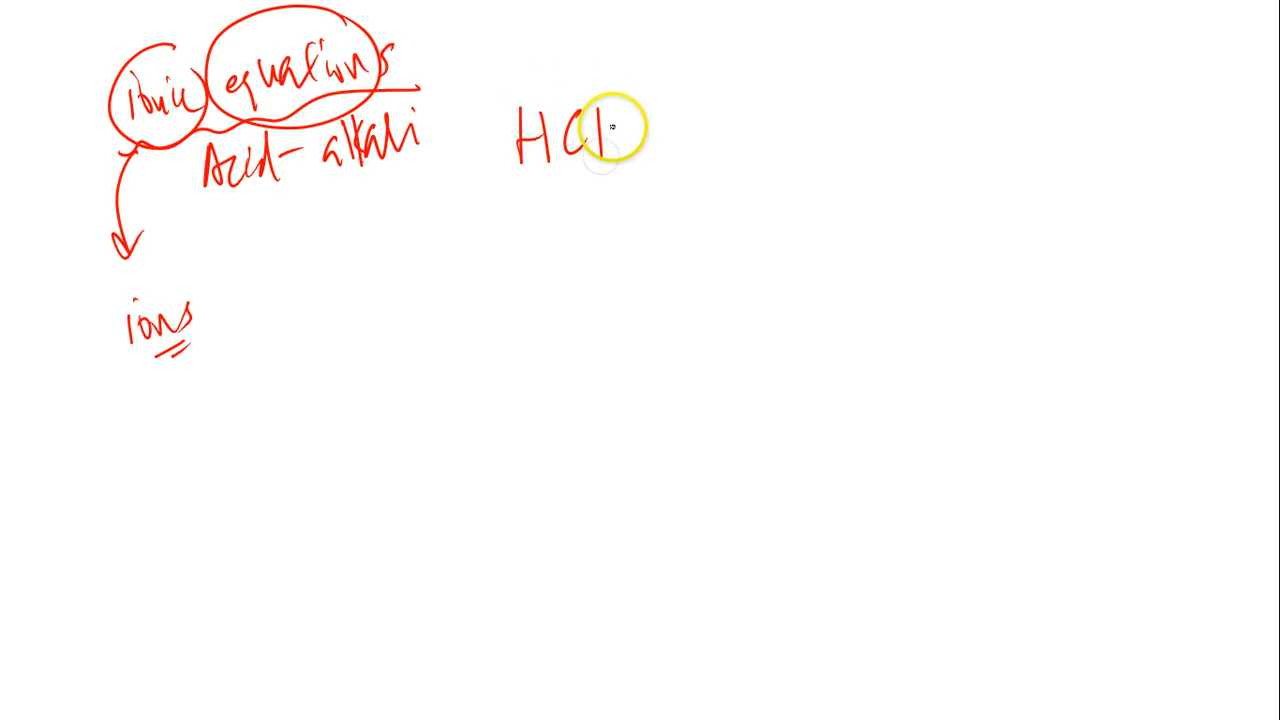 ionic equations
Acid - alkali
HCl
ions